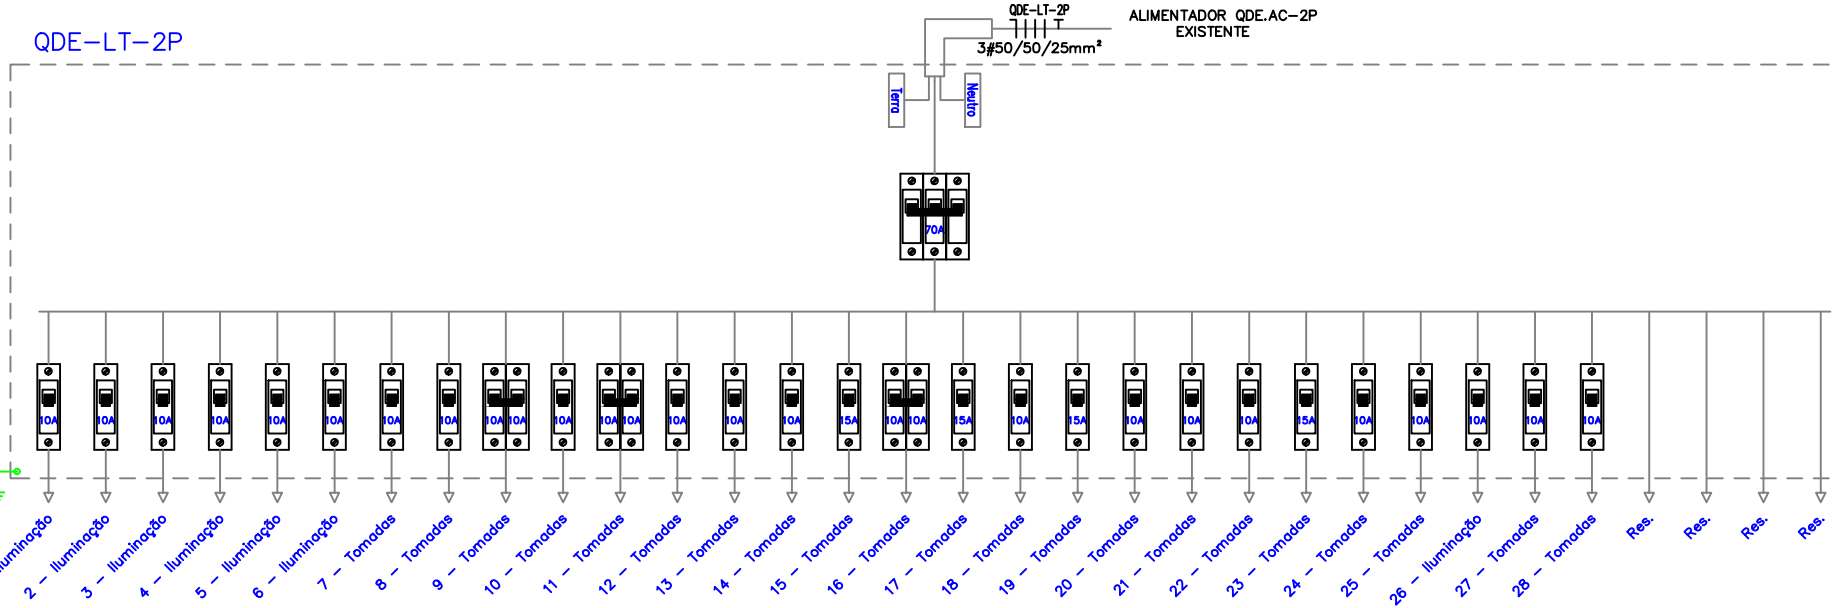 QDE-LT-2P
ALIMENTADOR QDE.AC-2P
EXISTENTE
3#50/50/25mm²
QDE-LT-2P
Terra
Neutro
70A
10A
10A
10A
10A
10A
10A
10A
10A
10A 10A
10A
10A 10A
10A
10A
10A
15A
10A 10A
15A
10A
15A
10A
10A
10A
15A
10A
10A
10A
10A
10A
Iluminação
2 - Iluminação
3 - Iluminação
4 - Iluminação
5 - Iluminação
6 - Iluminação
7 - Tomadas
8 - Tomadas
9 - Tomadas
10 - Tomadas
11 - Tomadas
12 - Tomadas
13 - Tomadas
14 - Tomadas
15 - Tomadas
16 - Tomadas
17 - Tomadas
18 - Tomadas
19 - Tomadas
20 - Tomadas
21 - Tomadas
22 - Tomadas
23 - Tomadas
24 - Tomadas
25 - Tomadas
26 - Iluminação
27 - Tomadas
28 - Tomadas
Res.
Res.
Res.
Res.